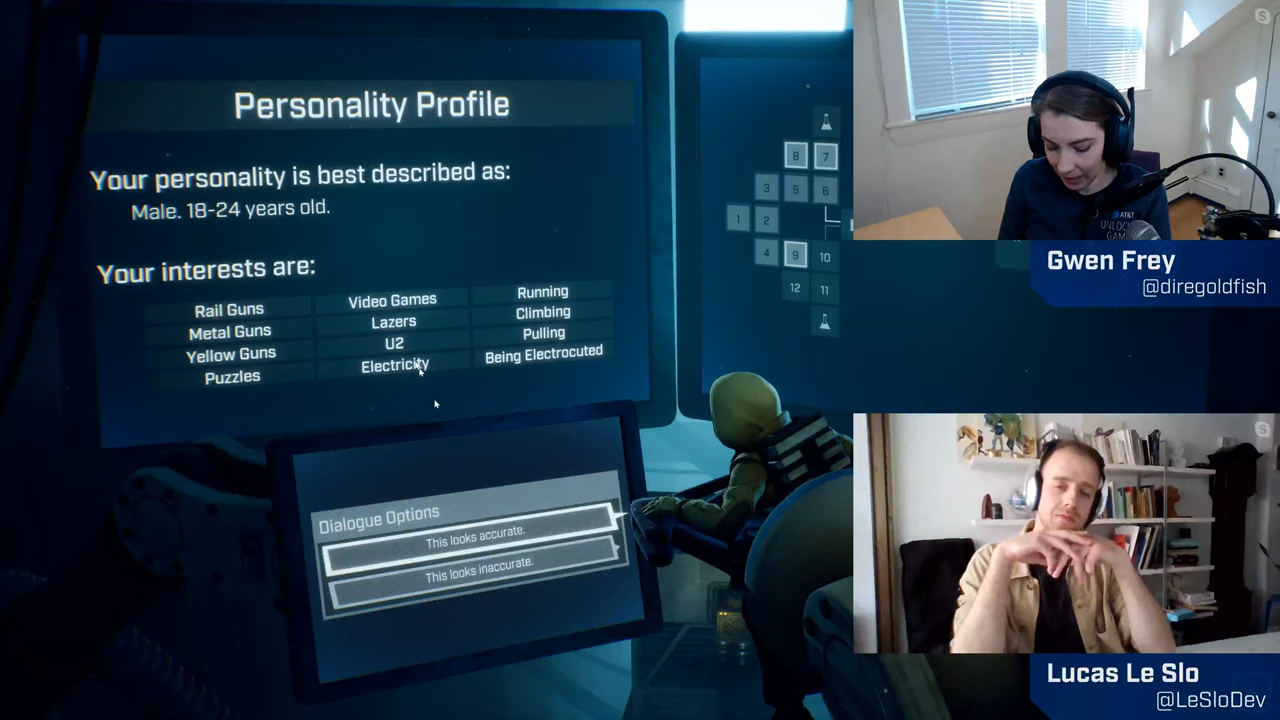 Personality Profile
Your personality is best described as:
Male. 18-24 years old.
Your interests are:
Rail Guns
Metal Guns
Yellow Guns
Puzzles
Video Games
Lazers
U2
Electricity
Running
Climbing
Pulling
Being Electrocuted
Dialogue Options
This looks accurate.
This looks inaccurate.
8 7
3 5 6
1 2
4 9 10
12 11
AT&T
UNLOCKED
GAMES
Gwen Frey
@diregoldfish
Lucas Le Slo
@LeSloDev